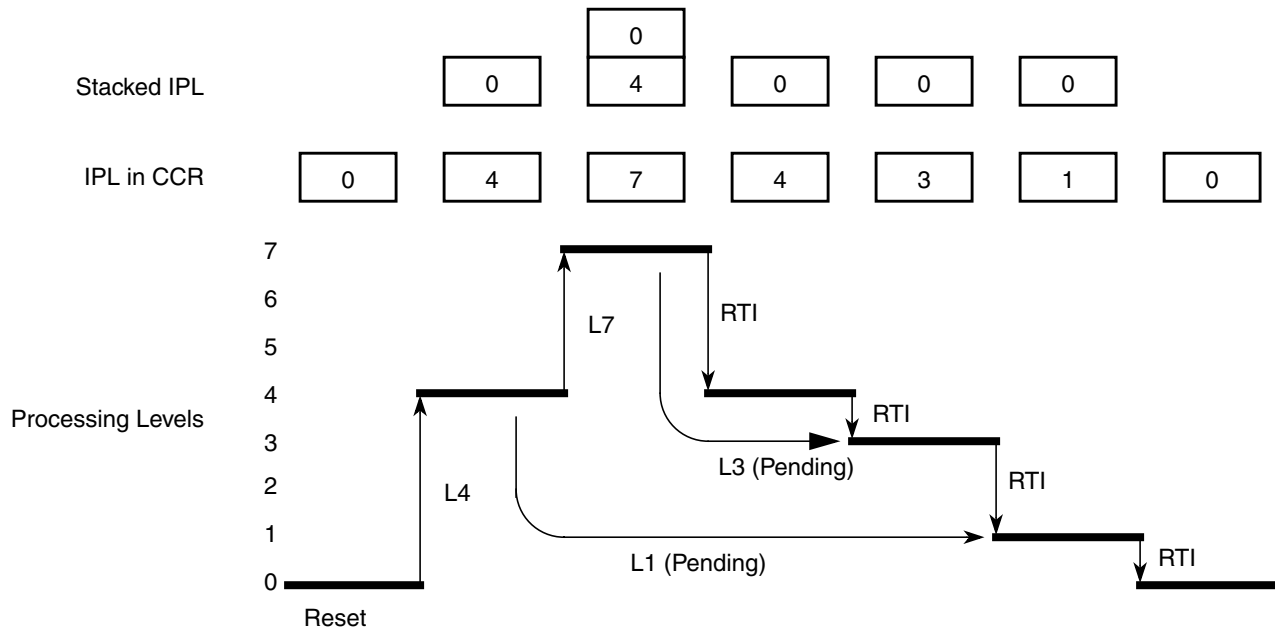 0
Stacked IPL 0 4 0 0 0
IPL in CCR 0 4 7 4 3 1 0
7
6
L7 RTI
5
4
Processing Levels RTI
3
L3 (Pending)
2
L4 RTI
1
L1 (Pending) RTI
0
Reset